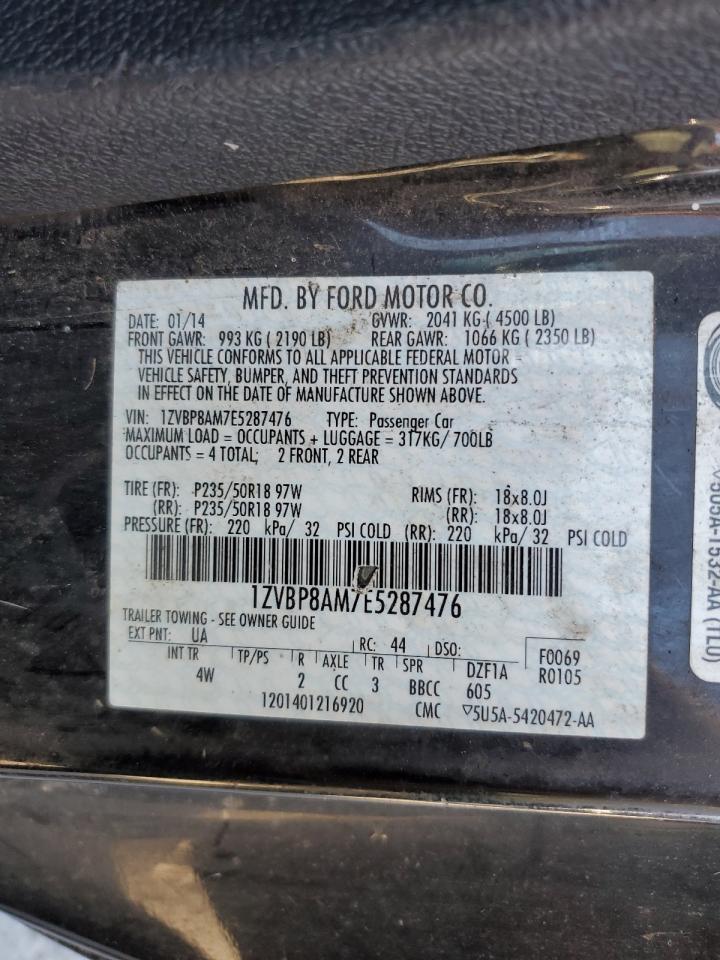 MFD. BY FORD MOTOR CO.
DATE: 01/14 GVWR: 2041 KG ( 4500 LB)
FRONT GAWR: 993 KG ( 2190 LB) REAR GAWR: 1066 KG ( 2350 LB)
THIS VEHICLE CONFORMS TO ALL APPLICABLE FEDERAL MOTOR
VEHICLE SAFETY, BUMPER, AND THEFT PREVENTION STANDARDS
IN EFFECT ON THE DATE OF MANUFACTURE SHOWN ABOVE.
VIN: 1ZVBP8AM7E5287476 TYPE: Passenger Car
MAXIMUM LOAD = OCCUPANTS + LUGGAGE = 317KG/ 700LB
OCCUPANTS = 4 TOTAL; 2 FRONT, 2 REAR
TIRE (FR): P235/50R18 97W RIMS (FR): 18x8.0J
(RR): P235/50R18 97W (RR): 18x8.0J
PRESSURE (FR): 220 kPa/ 32 PSI COLD (RR): 220 kPa/ 32 PSI COLD
1ZVBP8AM7E5287476
TRAILER TOWING - SEE OWNER GUIDE
EXT PNT: UA RC: 44 DSO: F0069
INT TR TP/PS R AXLE TR SPR DZF1A R0105
4W 2 CC 3 BBCC 605
1201401216920 CMC ▽5U5A-5420472-AA
(TLO)